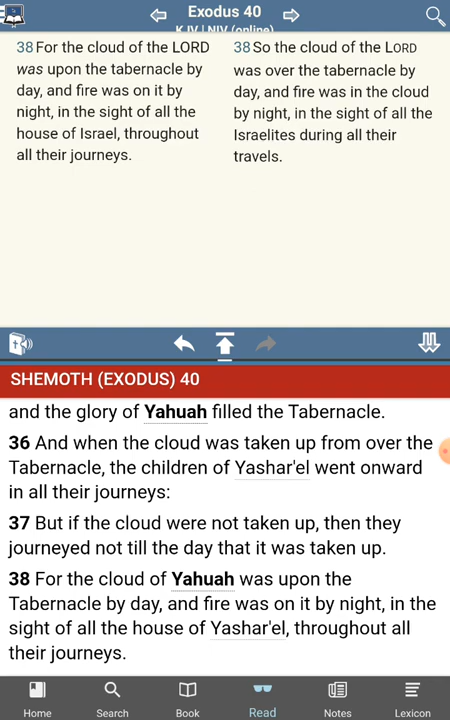 Exodus 40
KJV | NIV (online)
38 For the cloud of the LORD
was upon the tabernacle by
day, and fire was on it by
night, in the sight of all the
house of Israel, throughout
all their journeys.
38 So the cloud of the LORD
was over the tabernacle by
day, and fire was in the cloud
by night, in the sight of all the
Israelites during all their
travels.
SHEMOTH (EXODUS) 40
and the glory of Yahuah filled the Tabernacle.
36 And when the cloud was taken up from over the
Tabernacle, the children of Yashar'el went onward
in all their journeys:
37 But if the cloud were not taken up, then they
journeyed not till the day that it was taken up.
38 For the cloud of Yahuah was upon the
Tabernacle by day, and fire was on it by night, in the
sight of all the house of Yashar'el, throughout all
their journeys.
Home
Search
Book
Read
Notes
Lexicon